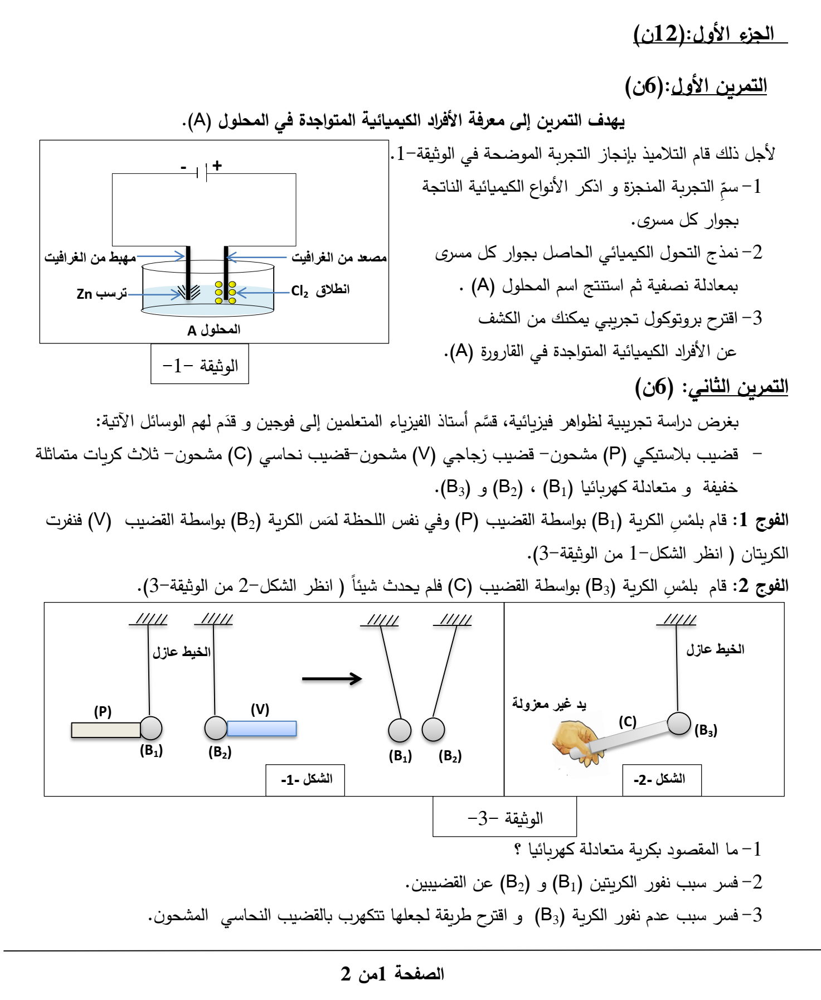 الجزء الأول:(12ن)
التمرين الأول:(6ن)
يهدف التمرين إلى معرفة الأفراد الكيميائية المتواجدة في المحلول (A).
لأجل ذلك قام التلاميذ بإنجاز التجربة الموضحة في الوثيقة-1.
1- سمِّ التجربة المنجزة و اذكر الأنواع الكيميائية الناتجة
بجوار كل مسرى.
2- نمذج التحول الكيميائي الحاصل بجوار كل مسرى
بمعادلة نصفية ثم استنتج اسم المحلول (A) .
3- اقترح بروتوكول تجريبي يمكنك من الكشف
عن الأفراد الكيميائية المتواجدة في القارورة (A).
- +
مصعد من الغرافيت
مهبط من الغرافيت
انطلاق Cl₂
ترسب Zn
المحلول A
الوثيقة -1-
التمرين الثاني: (6ن)
بغرض دراسة تجريبية لظواهر فيزيائية، قسَّم أستاذ الفيزياء المتعلمين إلى فوجين و قدَم لهم الوسائل الآتية:
- قضيب بلاستيكي (P) مشحون- قضيب زجاجي (V) مشحون-قضيب نحاسي (C) مشحون- ثلاث كريات متماثلة
خفيفة و متعادلة كهربائيا (B₁) ، (B₂) و (B₃).
الفوج 1: قام بلمْسِ الكرية (B₁) بواسطة القضيب (P) وفي نفس اللحظة لمَس الكرية (B₂) بواسطة القضيب (V) فنفرت
الكريتان ( انظر الشكل-1 من الوثيقة-3).
الفوج 2: قام بلمْسِ الكرية (B₃) بواسطة القضيب (C) فلم يحدث شيئاً ( انظر الشكل-2 من الوثيقة-3).
الخيط عازل
(P)
(V)
(B₁)
(B₂)
(B₁)
(B₂)
الشكل -1-
الخيط عازل
يد غير معزولة
(C)
(B₃)
الشكل -2-
الوثيقة -3-
1- ما المقصود بكرية متعادلة كهربائيا ؟
2- فسر سبب نفور الكريتين (B₁) و (B₂) عن القضيبين.
3- فسر سبب عدم نفور الكرية (B₃) و اقترح طريقة لجعلها تتكهرب بالقضيب النحاسي المشحون.
الصفحة 1من 2